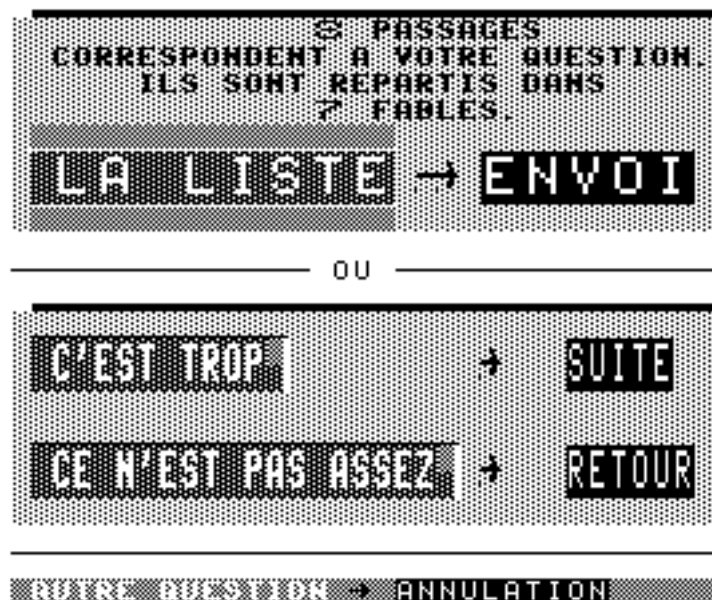 8 PASSAGES
CORRESPONDENT A VOTRE QUESTION.
ILS SONT REPARTIS DANS
7 FABLES.
LA LISTE → ENVOI
OU
C'EST TROP → SUITE
CE N'EST PAS ASSEZ → RETOUR
AUTRE QUESTION → ANNULATION